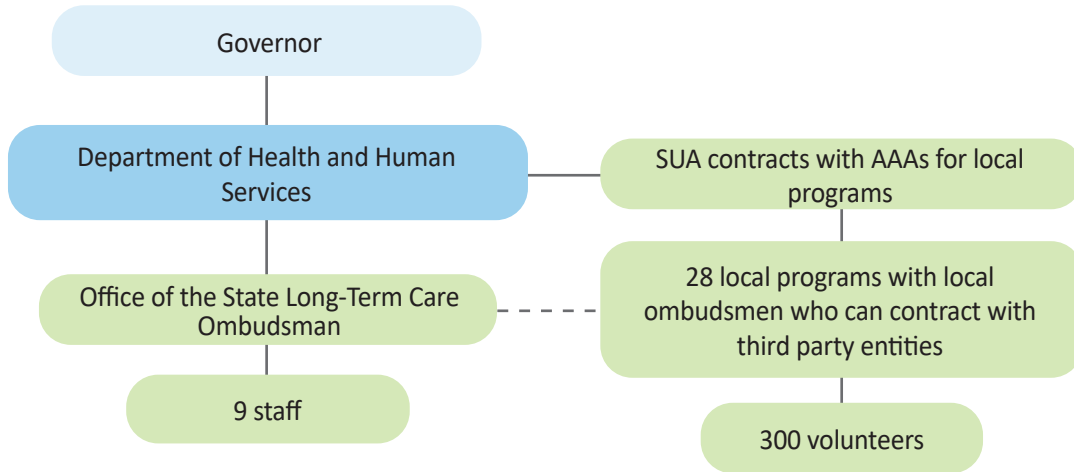 Governor
Department of Health and Human
Services
SUA contracts with AAAs for local
programs
Office of the State Long-Term Care
Ombudsman
28 local programs with local
ombudsmen who can contract with
third party entities
9 staff
300 volunteers